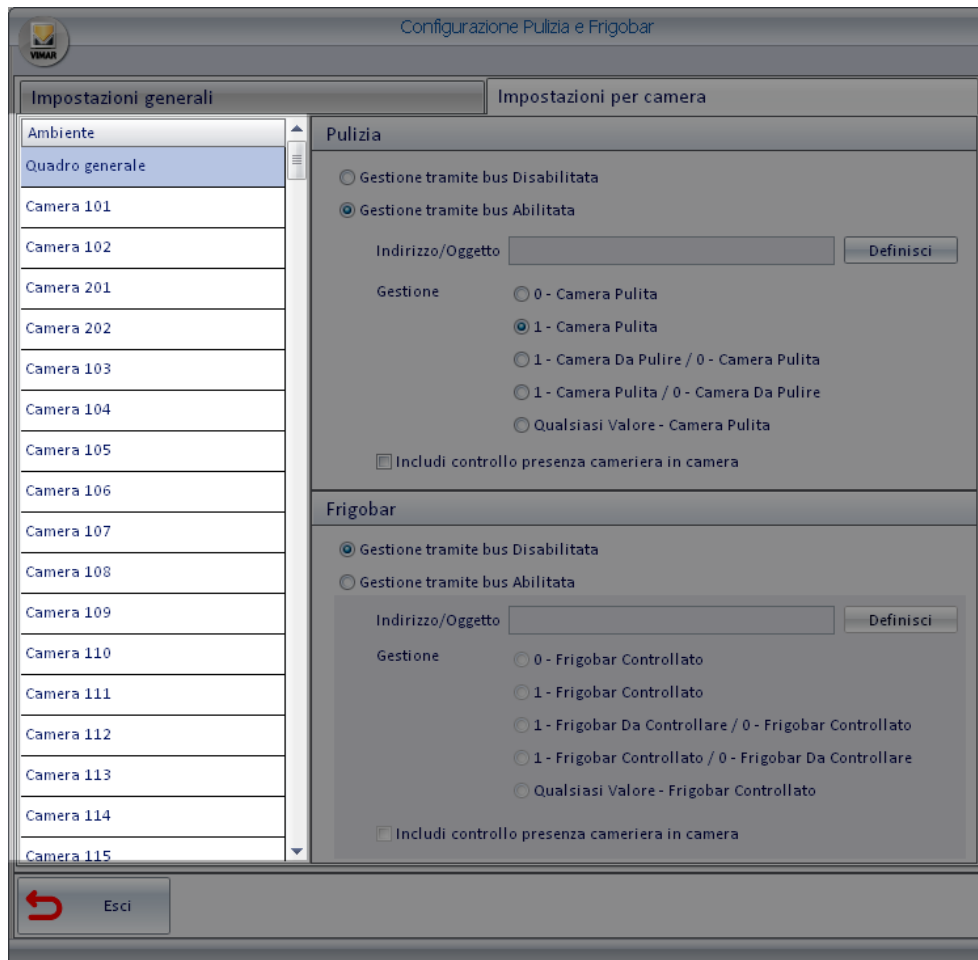 Configurazione Pulizia e Frigobar
VIMAR
Impostazioni generali
Impostazioni per camera
Ambiente
Quadro generale
Camera 101
Camera 102
Camera 201
Camera 202
Camera 103
Camera 104
Camera 105
Camera 106
Camera 107
Camera 108
Camera 109
Camera 110
Camera 111
Camera 112
Camera 113
Camera 114
Camera 115
Pulizia
Gestione tramite bus Disabilitata
Gestione tramite bus Abilitata
Indirizzo/Oggetto
Definisci
Gestione
0 - Camera Pulita
1 - Camera Pulita
1 - Camera Da Pulire / 0 - Camera Pulita
1 - Camera Pulita / 0 - Camera Da Pulire
Qualsiasi Valore - Camera Pulita
Includi controllo presenza cameriera in camera
Frigobar
Gestione tramite bus Disabilitata
Gestione tramite bus Abilitata
Indirizzo/Oggetto
Definisci
Gestione
0 - Frigobar Controllato
1 - Frigobar Controllato
1 - Frigobar Da Controllare / 0 - Frigobar Controllato
1 - Frigobar Controllato / 0 - Frigobar Da Controllare
Qualsiasi Valore - Frigobar Controllato
Includi controllo presenza cameriera in camera
Esci